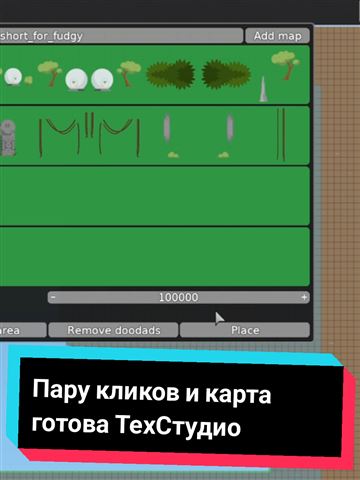 short_for_fudgy
Add map
- 100000 +
area
Remove doodads
Place
Пару кликов и карта
готова ТехСтудио